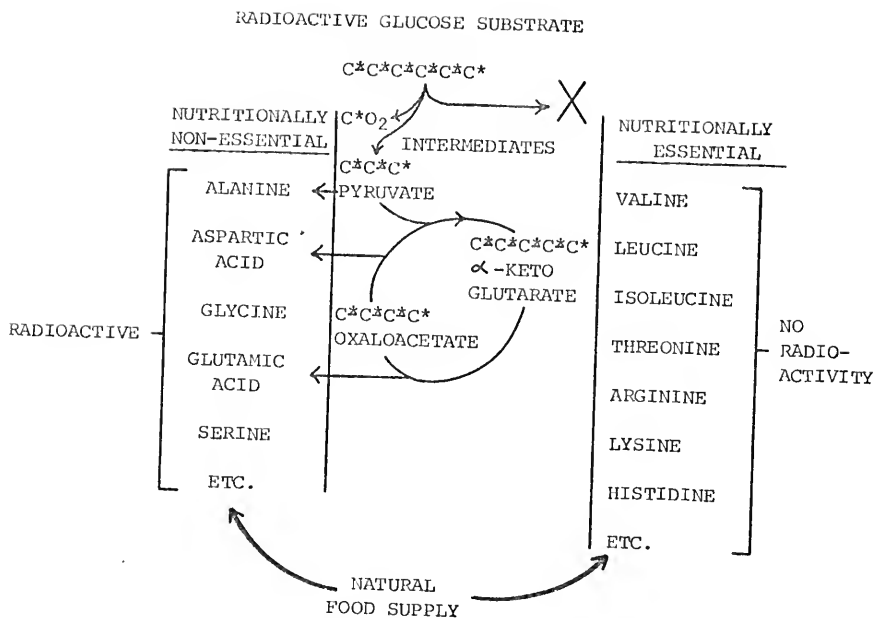 RADIOACTIVE GLUCOSE SUBSTRATE
C*C*C*C*C*C*
NUTRITIONALLY
NON-ESSENTIAL
C*O2
INTERMEDIATES
NUTRITIONALLY
ESSENTIAL
C*C*C*
PYRUVATE
ALANINE
ASPARTIC
ACID
GLYCINE
GLUTAMIC
ACID
SERINE
ETC.
RADIOACTIVE
C*C*C*C*C*
α-KETO
GLUTARATE
C*C*C*C*
OXALOACETATE
VALINE
LEUCINE
ISOLEUCINE
THREONINE
ARGININE
LYSINE
HISTIDINE
ETC.
NO
RADIO-
ACTIVITY
NATURAL
FOOD SUPPLY